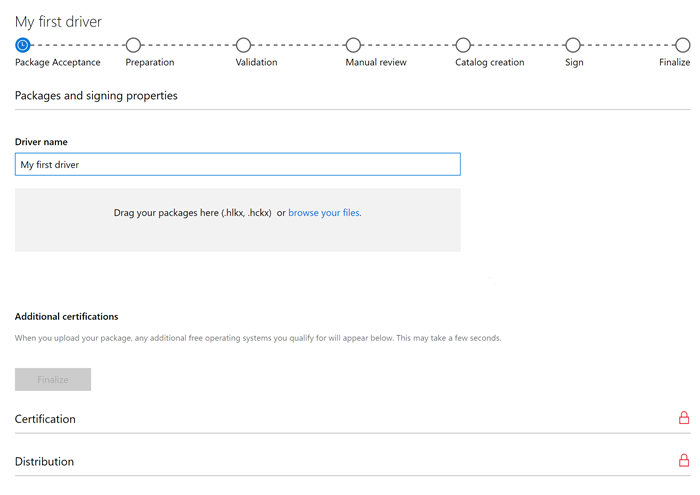 My first driver
Package Acceptance Preparation Validation Manual review Catalog creation Sign Finalize
Packages and signing properties
Driver name
My first driver
Drag your packages here (.hlkx, .hckx) or browse your files.
Additional certifications
When you upload your package, any additional free operating systems you qualify for will appear below. This may take a few seconds.
Finalize
Certification
Distribution